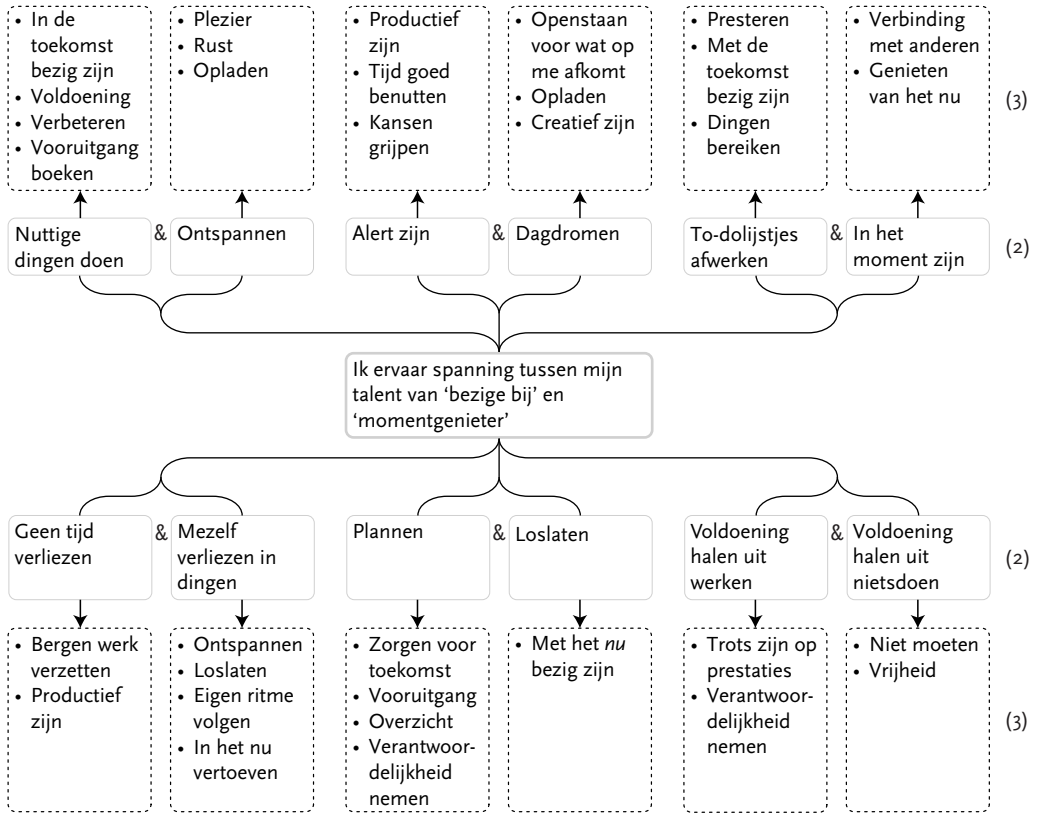 • In de
toekomst
bezig zijn
• Voldoening
• Verbeteren
• Vooruitgang
boeken
• Plezier
• Rust
• Opladen
• Productief
zijn
• Tijd goed
benutten
• Kansen
grijpen
• Openstaan
voor wat op
me afkomt
• Opladen
• Creatief zijn
• Presteren
• Met de
toekomst
bezig zijn
• Dingen
bereiken
• Verbinding
met anderen
• Genieten
van het nu
(3)
Nuttige
dingen doen
&
Ontspannen
Alert zijn
&
Dagdromen
To-dolijstjes
afwerken
&
In het
moment zijn
(2)
Ik ervaar spanning tussen mijn
talent van ‘bezige bij’ en
‘momentgenieter’
Geen tijd
verliezen
&
Mezelf
verliezen in
dingen
Plannen
&
Loslaten
Voldoening
halen uit
werken
&
Voldoening
halen uit
nietsdoen
(2)
• Bergen werk
verzetten
• Productief
zijn
• Ontspannen
• Loslaten
• Eigen ritme
volgen
• In het nu
vertoeven
• Zorgen voor
toekomst
• Vooruitgang
• Overzicht
• Verantwoor-
delijkheid
nemen
• Met het nu
bezig zijn
• Trots zijn op
prestaties
• Verantwoor-
delijkheid
nemen
• Niet moeten
• Vrijheid
(3)